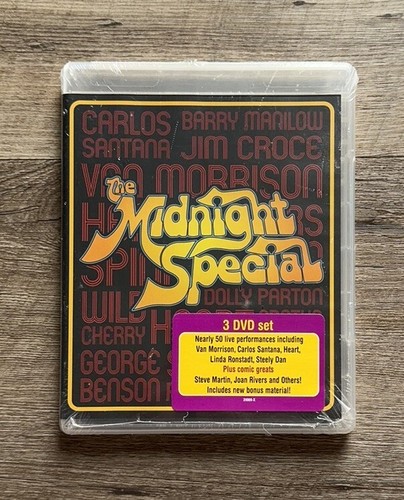 CARLOS BARRY MANILOW
SANTANA JIM CROCE
VAN MORRISON
The
Midnight
Special
SPIN
WILD
DOLLY PARTON
CHERRY
GEORGE
BENSON
3 DVD set
Nearly 50 live performances including
Van Morrison, Carlos Santana, Heart,
Linda Ronstadt, Steely Dan
Plus comic greats
Steve Martin, Joan Rivers and Others!
Includes new bonus material!